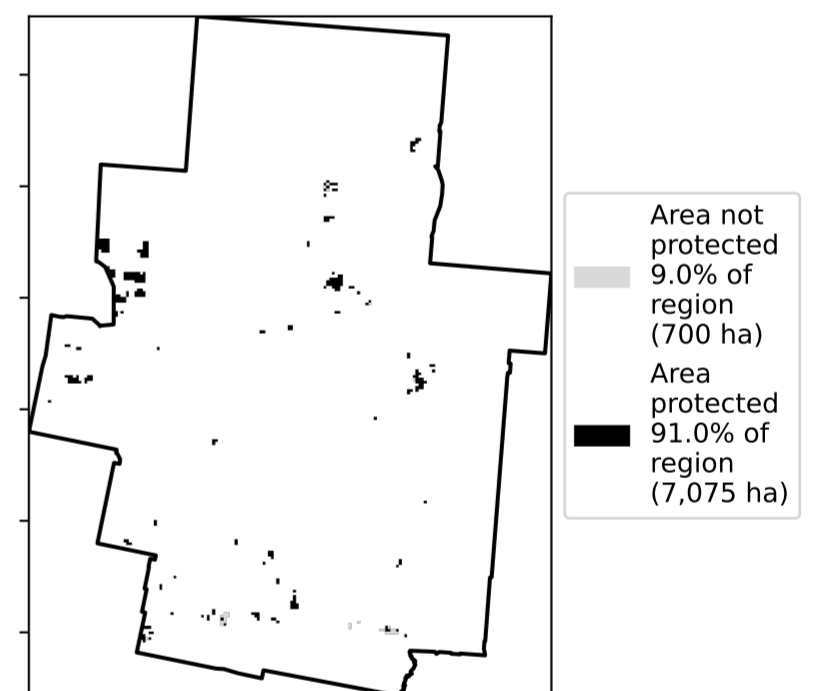 Area not
protected
9.0% of
region
(700 ha)
Area
protected
91.0% of
region
(7,075 ha)